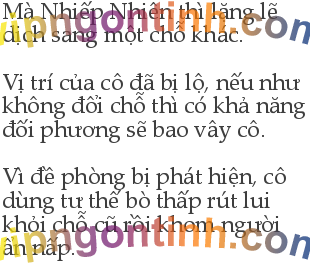 Mà Nhiếp Nhiên thì lặng lẽ
dịch sang một chỗ khác.
Vị trí của cô đã bị lộ, nếu như
không đổi chỗ thì có khả năng
đối phương sẽ bao vây cô.
Vì đề phòng bị phát hiện, cô
dùng tư thế bò thấp rút lui
khỏi chỗ cũ rồi khom người
ẩn nấp.